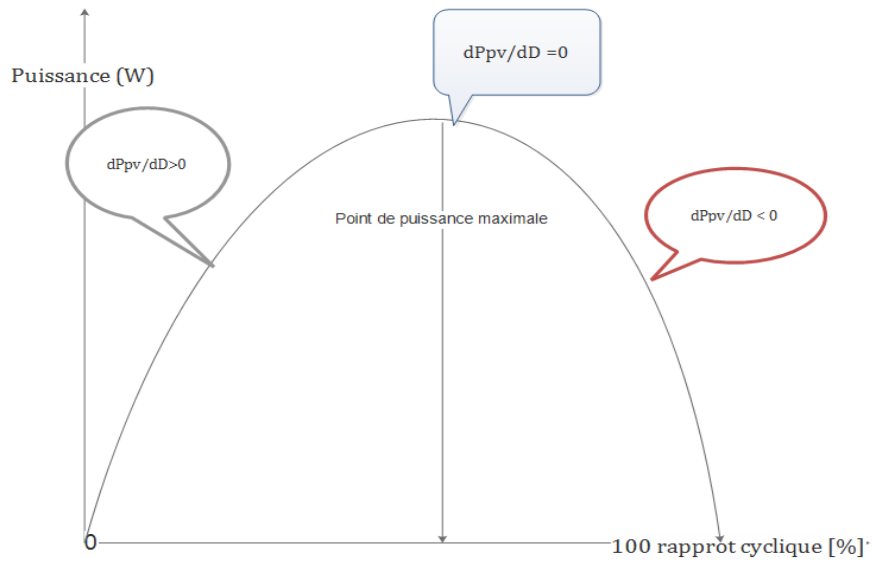 dPpv/dD =0
Puissance (W)
dPpv/dD>0
Point de puissance maximale
dPpv/dD < 0
0
100 rapprot cyclique [%]